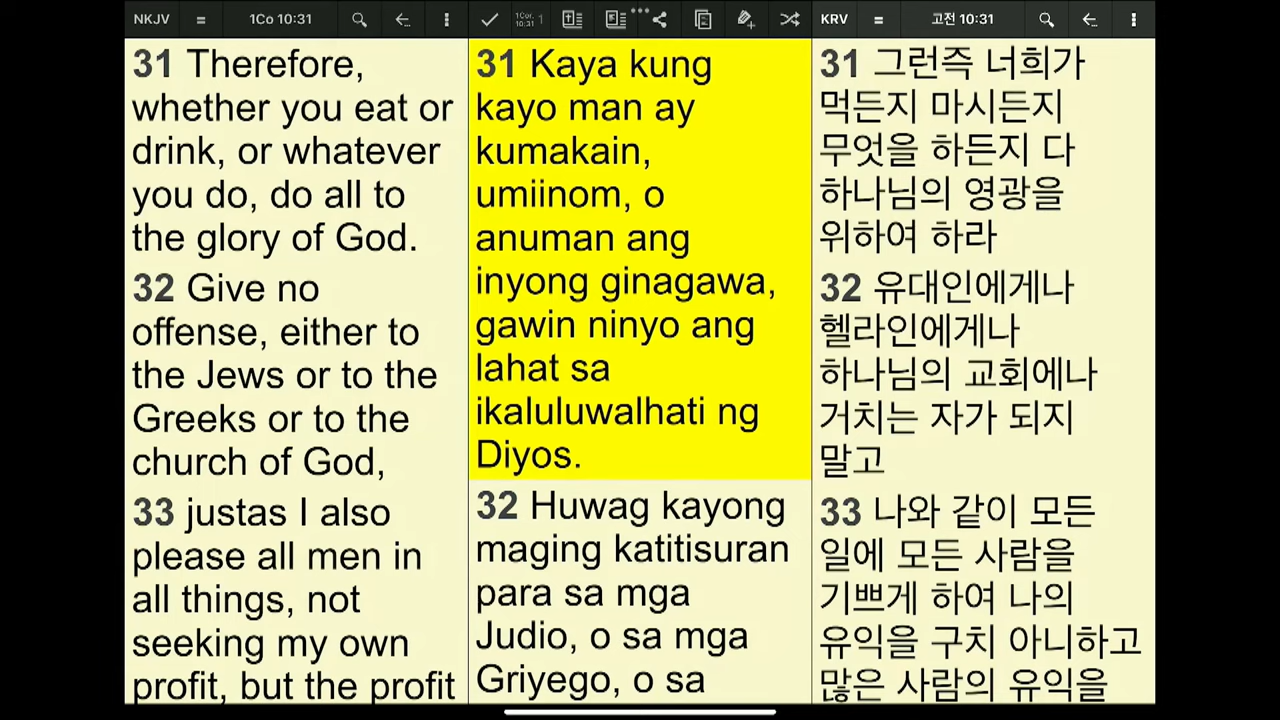 NKJV
=
1Co 10:31
31 Therefore,
whether you eat or
drink, or whatever
you do, do all to
the glory of God.
32 Give no
offense, either to
the Jews or to the
Greeks or to the
church of God,
33 justas I also
please all men in
all things, not
seeking my own
profit, but the profit
1Cor. 1
10:31
31 Kaya kung
kayo man ay
kumakain,
umiinom, o
anuman ang
inyong ginagawa,
gawin ninyo ang
lahat sa
ikaluluwalhati ng
Diyos.
32 Huwag kayong
maging katitisuran
para sa mga
Judio, o sa mga
Griyego, o sa
KRV
=
고전 10:31
31 그런즉 너희가
먹든지 마시든지
무엇을 하든지 다
하나님의 영광을
위하여 하라
32 유대인에게나
헬라인에게나
하나님의 교회에나
거치는 자가 되지
말고
33 나와 같이 모든
일에 모든 사람을
기쁘게 하여 나의
유익을 구치 아니하고
많은 사람의 유익을